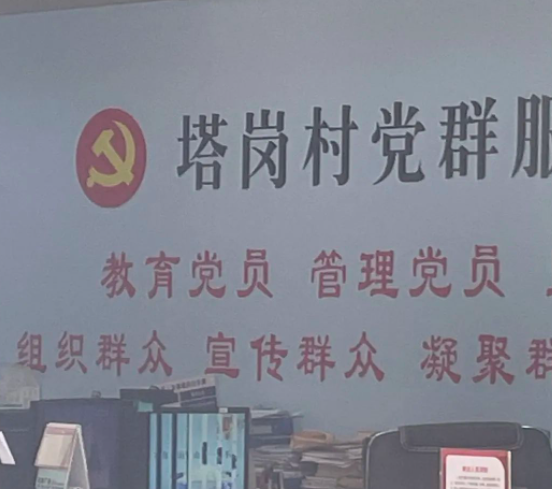 塔岗村党群服
教育党员 管理党员
组织群众 宣传群众 凝聚群